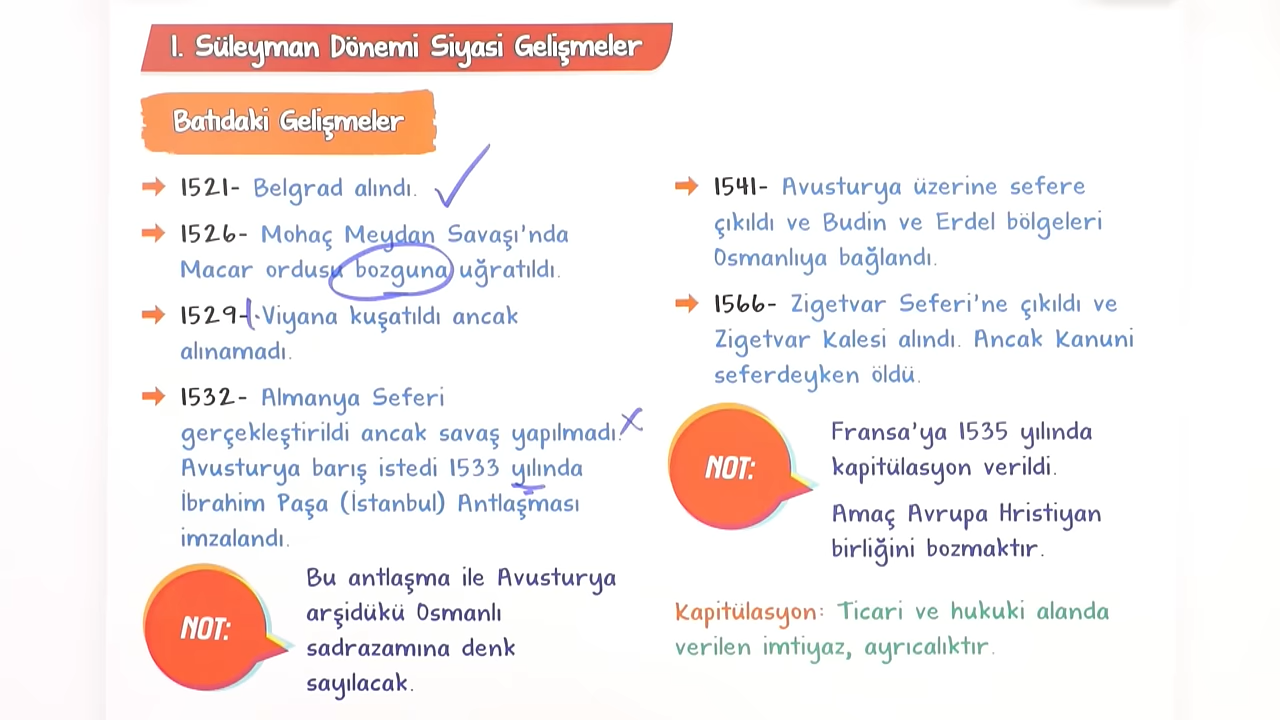 I. Süleyman Dönemi Siyasi Gelişmeler
Batıdaki Gelişmeler
1521- Belgrad alındı.
1526- Mohaç Meydan Savaşı'nda
Macar ordusu bozguna uğratıldı.
1529- Viyana kuşatıldı ancak
alınamadı.
1532- Almanya Seferi
gerçekleştirildi ancak savaş yapılmadı.
Avusturya barış istedi 1533 yılında
İbrahim Paşa (İstanbul) Antlaşması
imzalandı.
NOT:
Bu antlaşma ile Avusturya
arşidükü Osmanlı
sadrazamına denk
sayılacak.
1541- Avusturya üzerine sefere
çıkıldı ve Budin ve Erdel bölgeleri
Osmanlıya bağlandı.
1566- Zigetvar Seferi'ne çıkıldı ve
Zigetvar Kalesi alındı. Ancak Kanuni
seferdeyken öldü.
NOT:
Fransa'ya 1535 yılında
kapitülasyon verildi.
Amaç Avrupa Hristiyan
birliğini bozmaktır.
Kapitülasyon: Ticari ve hukuki alanda
verilen imtiyaz, ayrıcalıktır.